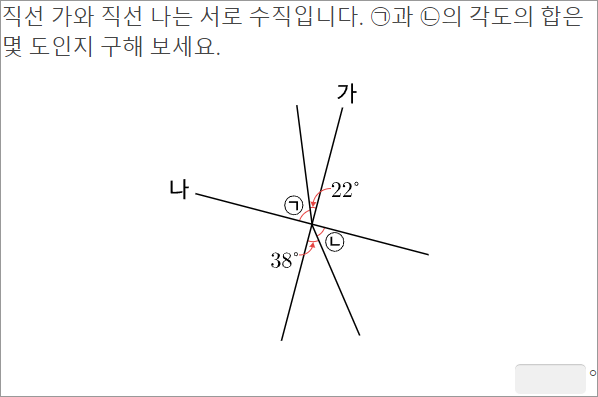 직선 가와 직선 나는 서로 수직입니다. ㉠과 ㉡의 각도의 합은
몇 도인지 구해 보세요.
가
나
㉠
22°
㉡
38°
°